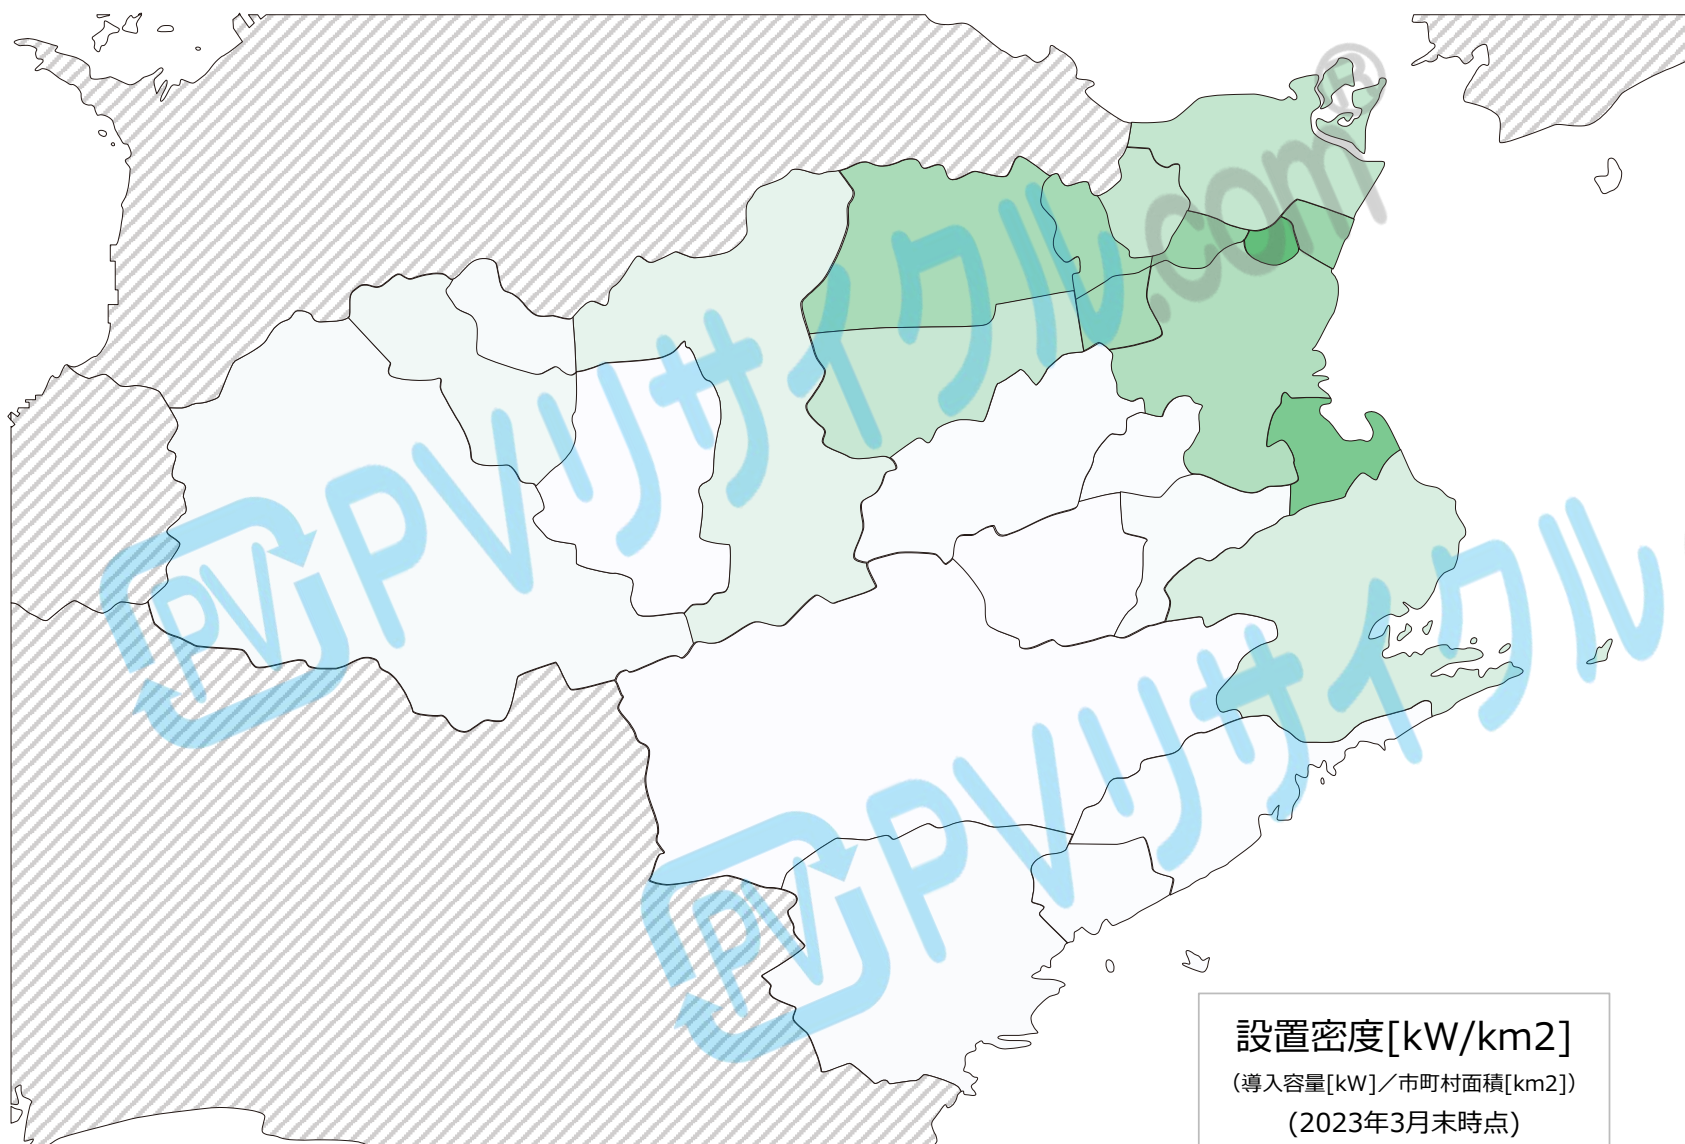 PVリサイクル.com®
PV
PVリサイクル
PV
設置密度[kW/km2]
(導入容量[kW]／市町村面積[km2])
(2023年3月末時点)